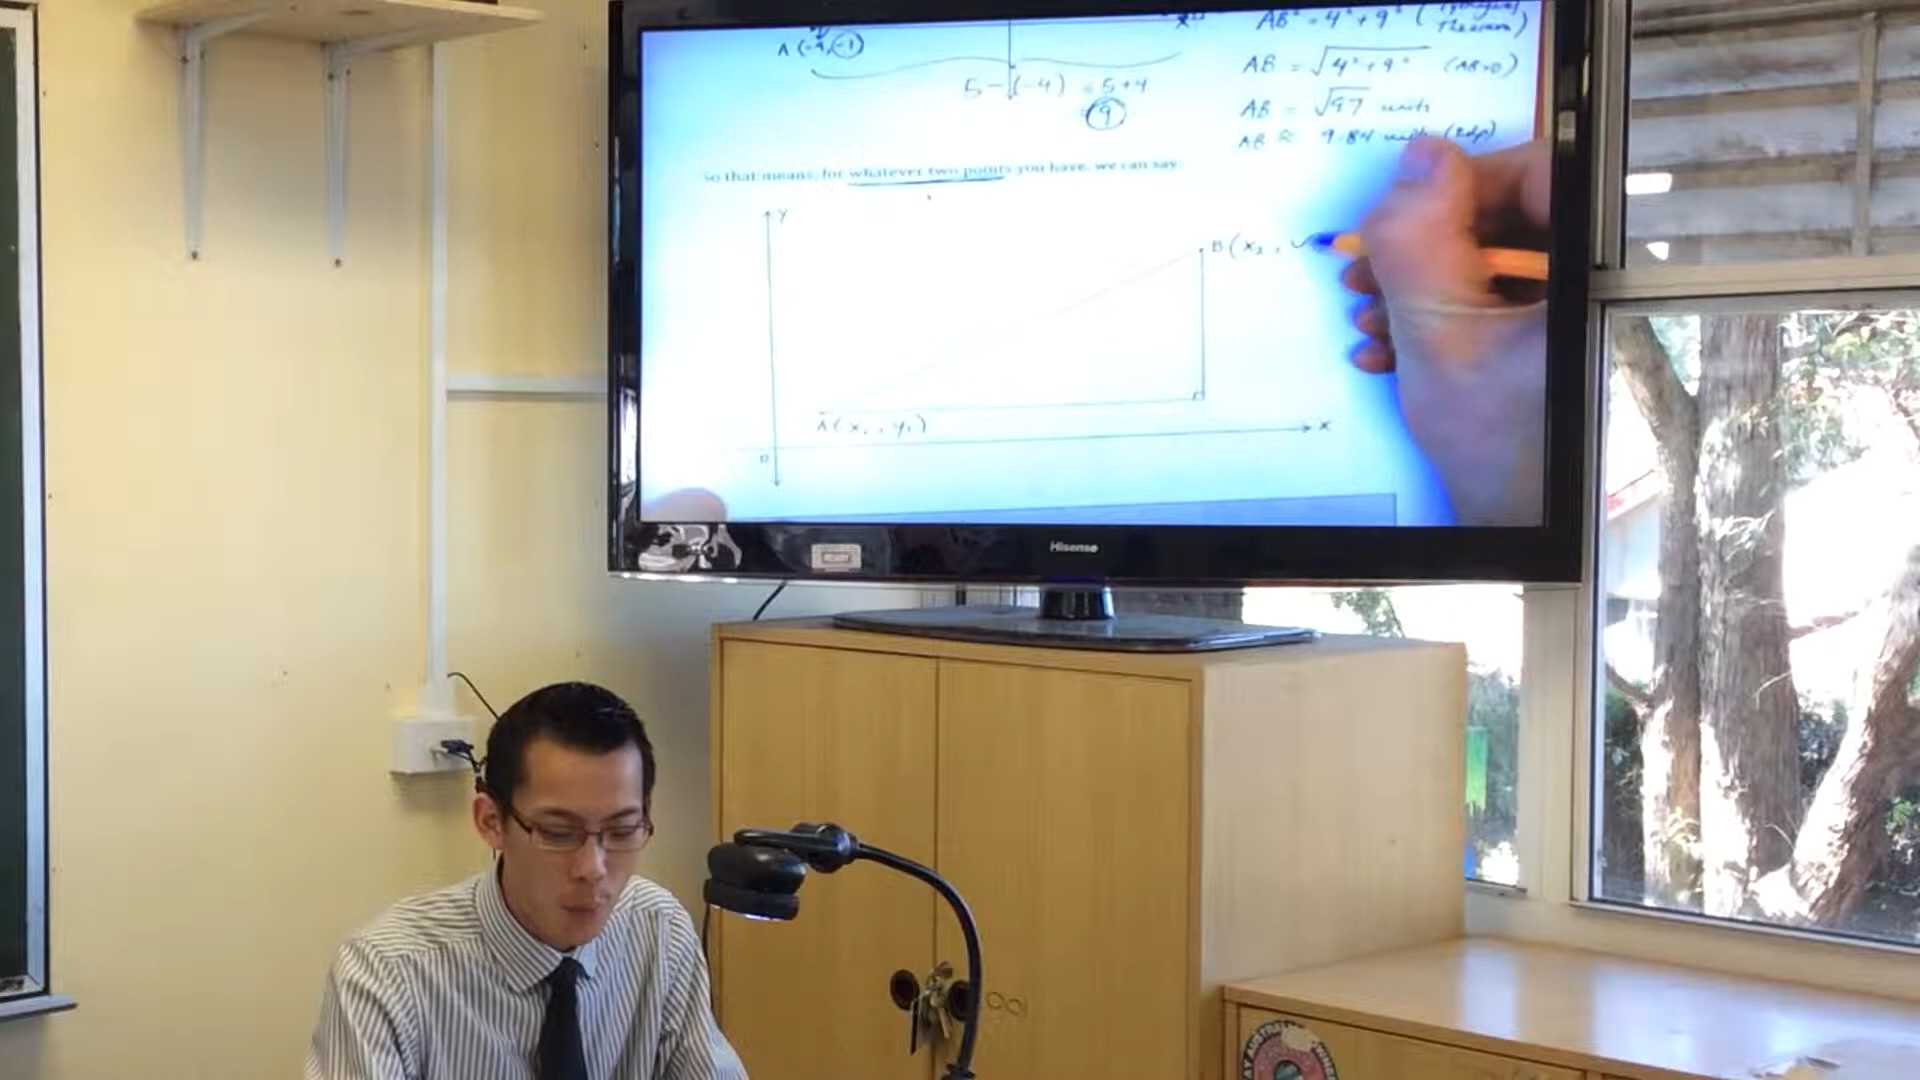 A (-4,-1)
AB² = 4² + 9² (
Theorem)
5-(-4) = 5+4
9
AB = √4²+9² (AB>0)
AB = √97 units
AB ≈ 9.84 units (2dp)
So that means, for whatever two points you have, we can say:
y
B (x₂ ,
A (x₁ , y₁)
x
0
Hisense